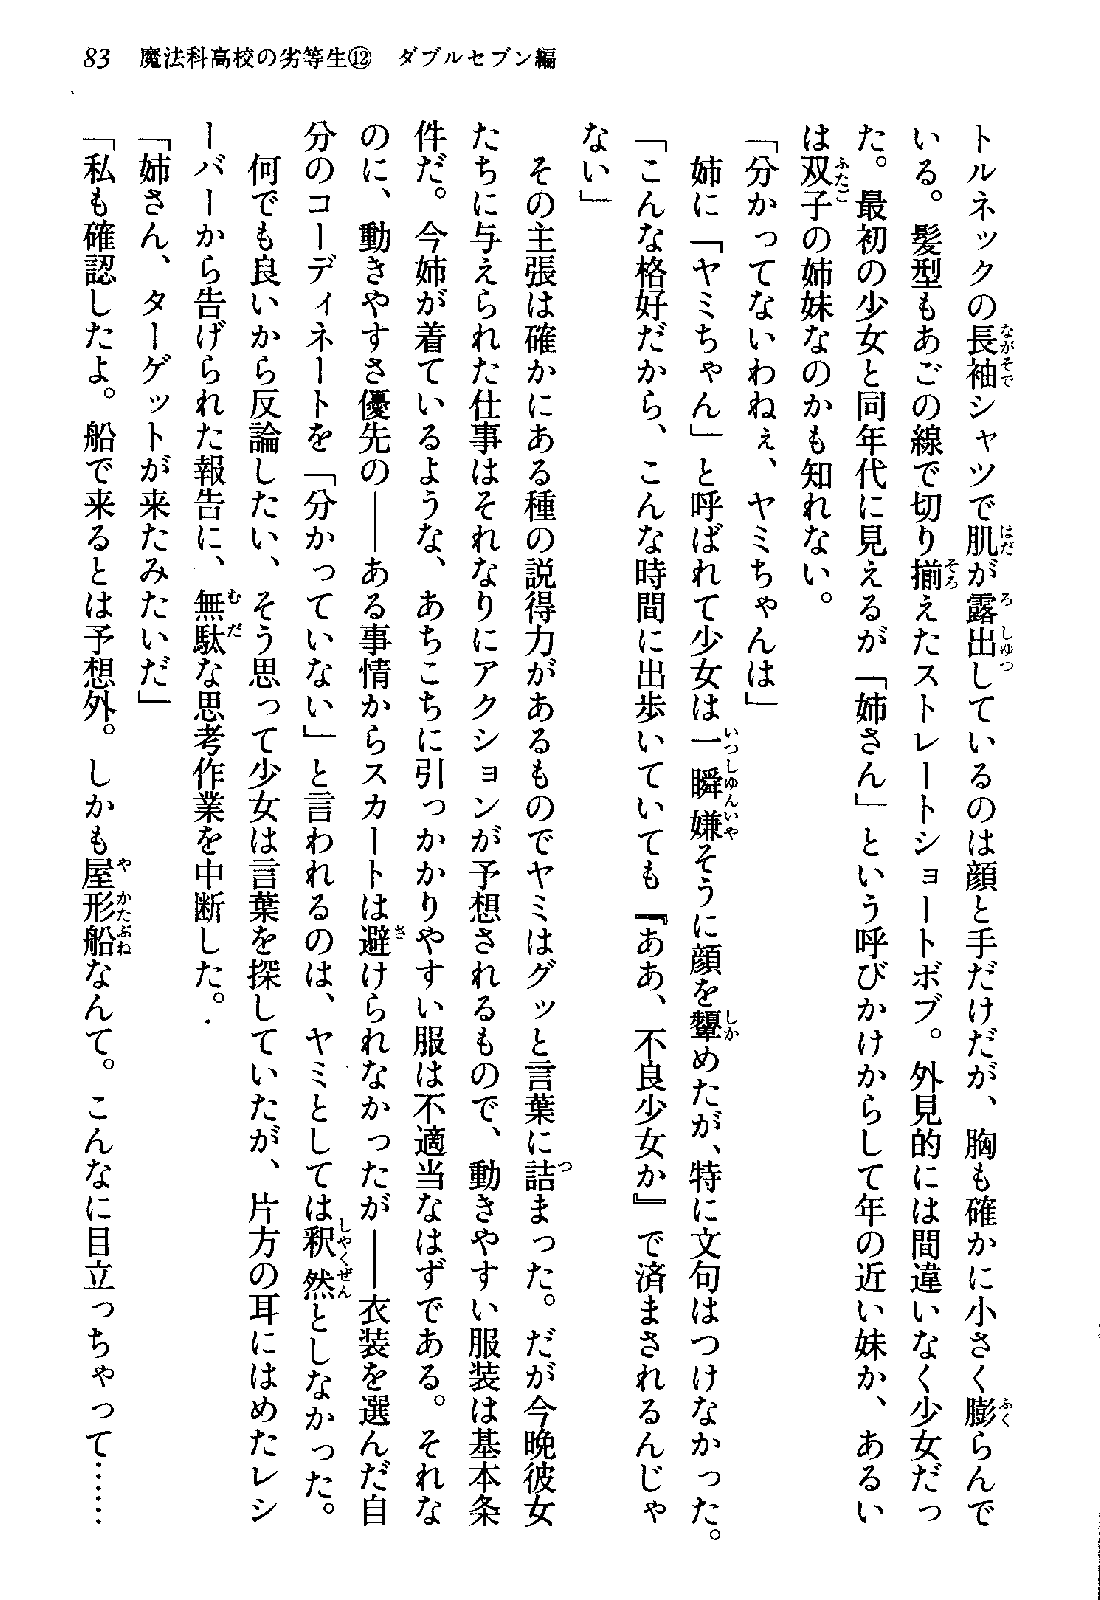 83 魔法科高校の劣等生⑫ ダブルセブン編
トルネックの長袖シャツで肌が露出しているのは顔と手だけだが、胸も確かに小さく膨らんで
いる。髪型もあごの線で切り揃えたストレートショートボブ。外見的には間違いなく少女だっ
た。最初の少女と同年代に見えるが「姉さん」という呼びかけからして年の近い妹か、あるい
は双子の姉妹なのかも知れない。
「分かってないわねぇ、ヤミちゃんは」
姉に「ヤミちゃん」と呼ばれて少女は一瞬嫌そうに顔を顰めたが、特に文句はつけなかった。
「こんな格好だから、こんな時間に出歩いていても『ああ、不良少女か』で済まされるんじゃ
ない」
その主張は確かにある種の説得力があるものでヤミはグッと言葉に詰まった。だが今晩彼女
たちに与えられた仕事はそれなりにアクションが予想されるもので、動きやすい服装は基本条
件だ。今姉が着ているような、あちこちに引っかかりやすい服は不適当なはずである。それな
のに、動きやすさ優先の――ある事情からスカートは避けられなかったが――衣装を選んだ自
分のコーディネートを「分かっていない」と言われるのは、ヤミとしては釈然としなかった。
何でも良いから反論したい、そう思って少女は言葉を探していたが、片方の耳にはめたレシ
ーバーから告げられた報告に、無駄な思考作業を中断した。
「姉さん、ターゲットが来たみたいだ」
「私も確認したよ。船で来るとは予想外。しかも屋形船なんて。こんなに目立っちゃって……